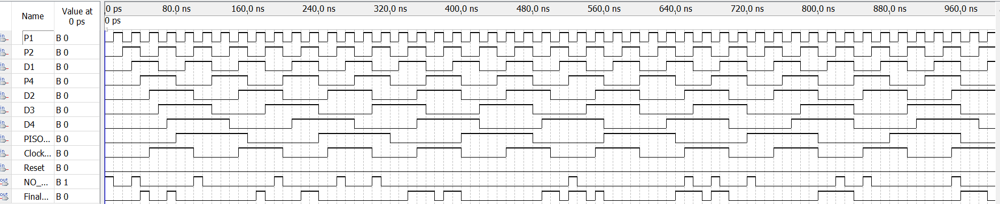 Name Value at 0 ps
0 ps 80.0 ns 160.0 ns 240.0 ns 320.0 ns 400.0 ns 480.0 ns 560.0 ns 640.0 ns 720.0 ns 800.0 ns 880.0 ns 960.0 ns
0 ps
in P1 B 0
in P2 B 0
in D1 B 0
in P4 B 0
in D2 B 0
in D3 B 0
in D4 B 0
in PISO... B 0
in Clock... B 0
in Reset B 0
out NO_... B 1
out Final... B 0